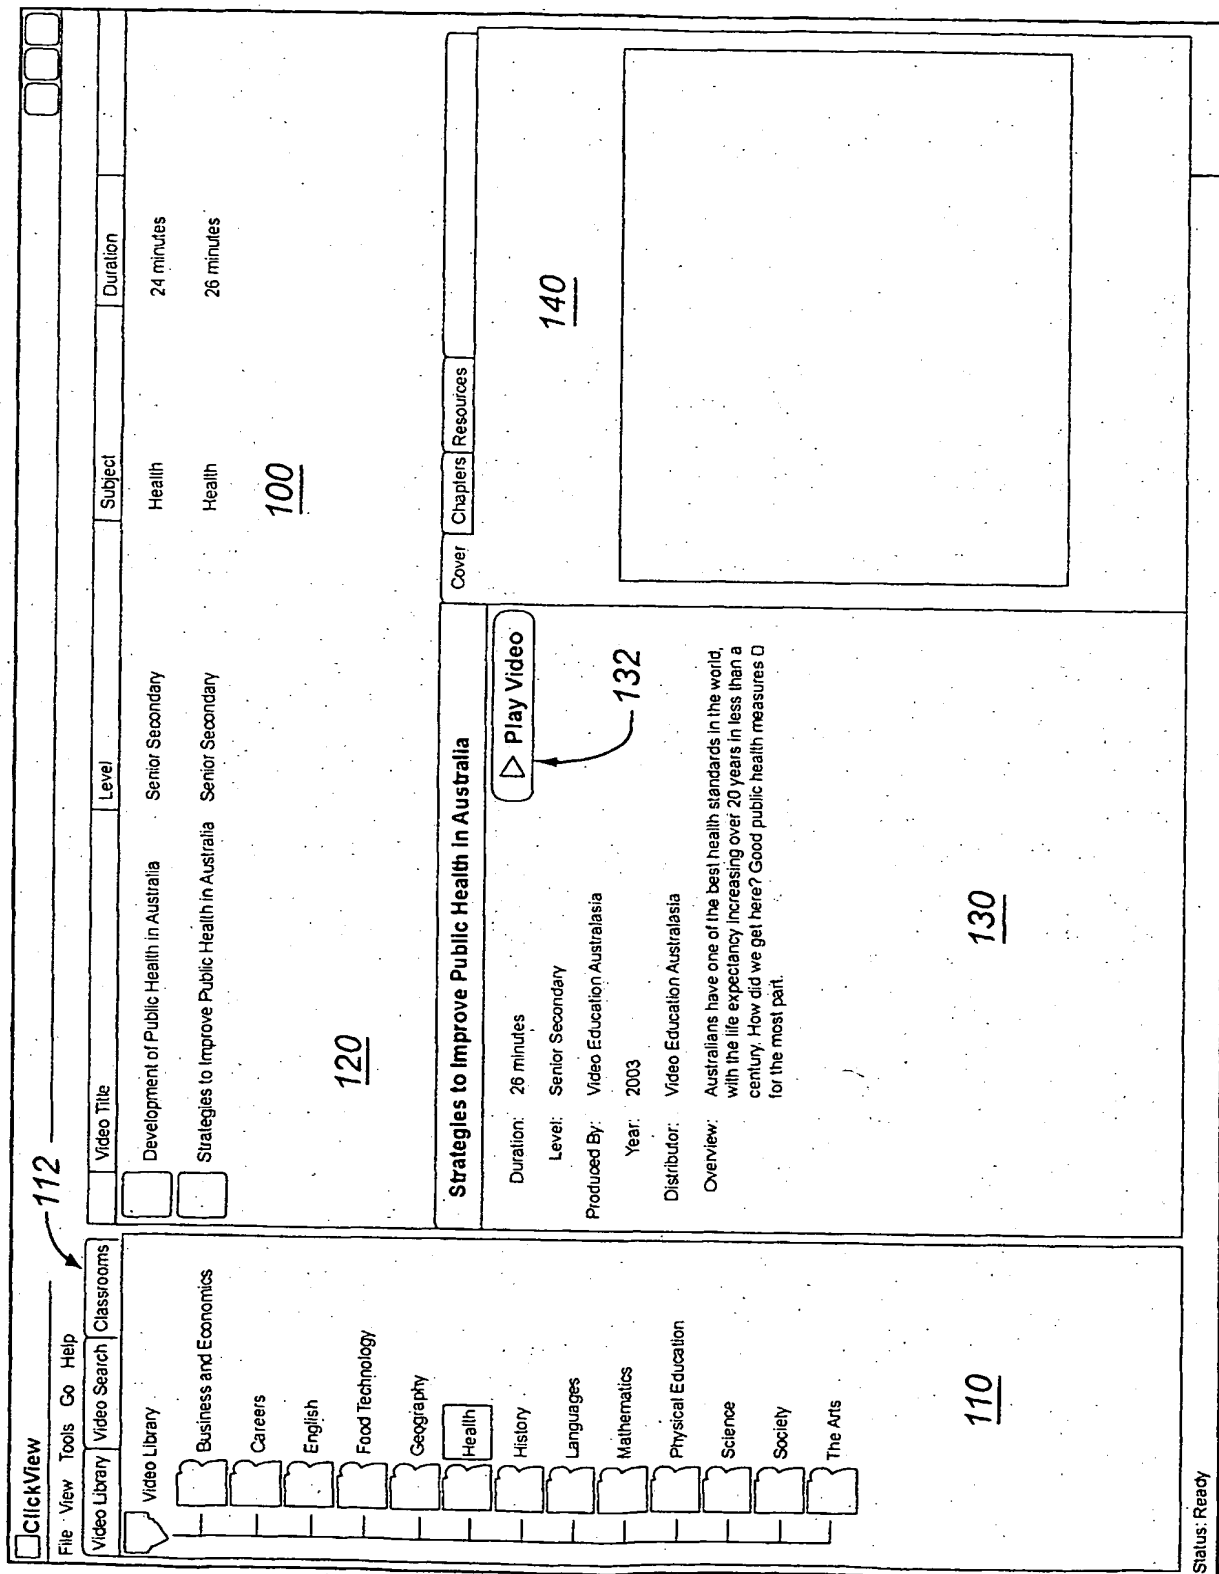 ClickView
112
File View Tools Go Help
Video Library Video Search Classrooms
Video Library
Business and Economics
Careers
English
Food Technology
Geography
Health
History
Languages
Mathematics
Physical Education
Science
Society
The Arts
110
Video Title Level Subject Duration
Development of Public Health in Australia Senior Secondary Health 24 minutes
Strategies to Improve Public Health in Australia Senior Secondary Health 26 minutes
120
100
Strategies to Improve Public Health in Australia
Play Video
132
Duration: 26 minutes
Level: Senior Secondary
Produced By: Video Education Australasia
Year: 2003
Distributor: Video Education Australasia
Overview: Australians have one of the best health standards in the world,
with the life expectancy increasing over 20 years in less than a
century. How did we get here? Good public health measures
for the most part.
130
Cover Chapters Resources
140
Status: Ready